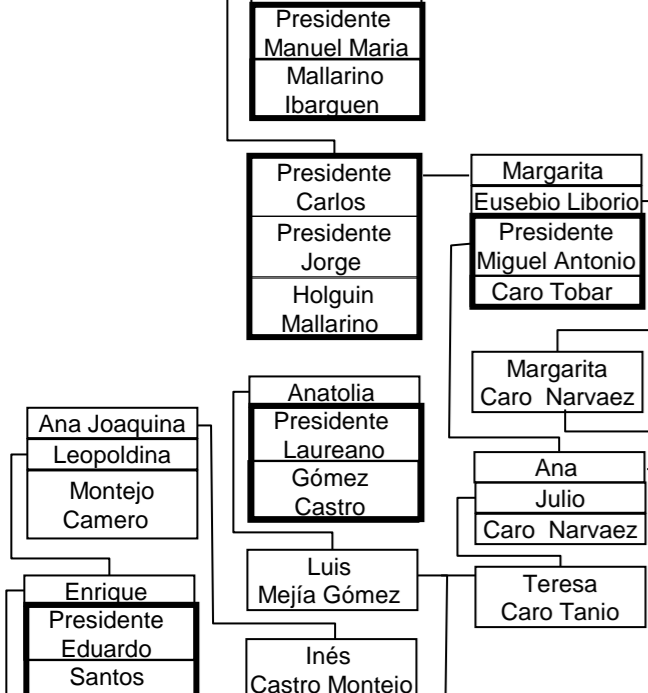 Presidente
Manuel Maria
Mallarino
Ibarguen
Presidente
Carlos
Presidente
Jorge
Holguin
Mallarino
Margarita
Eusebio Liborio
Presidente
Miguel Antonio
Caro Tobar
Margarita
Caro Narvaez
Anatolia
Presidente
Laureano
Gómez
Castro
Ana Joaquina
Leopoldina
Montejo
Camero
Ana
Julio
Caro Narvaez
Luis
Mejía Gómez
Teresa
Caro Tanio
Enrique
Presidente
Eduardo
Santos
Inés
Castro Montejo